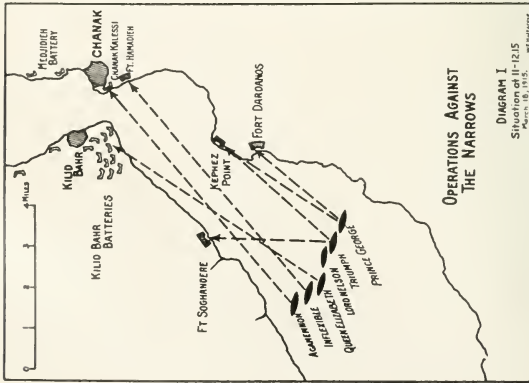 MEDJIDIEH
BATTERY
CHANAK
CHANAK KALESSI
FT. HAMADIEH
KILID
BAHR
KILID BAHR
BATTERIES
4 MILES
3
2
1
0
KEPHEZ
POINT
FORT DARDANOS
FT SOGHANDERE
AGAMEMNON
INFLEXIBLE
QUEEN ELIZABETH
LORD NELSON
TRIUMPH
PRINCE GEORGE
OPERATIONS AGAINST
THE NARROWS
DIAGRAM I
Situation at 11-12.15
March 18, 1915.